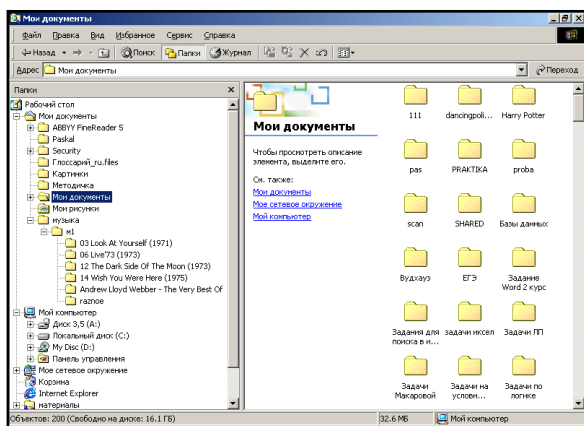 Мои документы
Файл Правка Вид Избранное Сервис Справка
Назад Поиск Папки Журнал
Адрес Мои документы Переход
Папки
Рабочий стол
Мои документы
ABBYY FineReader 5
Paskal
Security
Глоссарий_ru.files
Картинки
Методичка
Мои документы
Мои рисунки
музыка
м1
03 Look At Yourself (1971)
06 Live'73 (1973)
12 The Dark Side Of The Moon (1973)
14 Wish You Were Here (1975)
Andrew Lloyd Webber - The Very Best Of
raznoe
Мой компьютер
Диск 3,5 (A:)
Локальный диск (C:)
My Disc (D:)
Панель управления
Мое сетевое окружение
Корзина
Internet Explorer
материалы
Мои документы
Чтобы просмотреть описание
элемента, выделите его.
См. также:
Мои документы
Мое сетевое окружение
Мой компьютер
111 dancingpoli... Harry Potter
pas PRAKTIKA proba
scan SHARED Базы данных
Вудхауз ЕГЭ Задание
Word 2 курс
Задания для задачи иксел Задачи ЛП
поиска в и...
Задачи Задачи на Задачи по
Макаровой условн... логике
Объектов: 200 (Свободно на диске: 16.1 ГБ) 32.6 МБ Мой компьютер